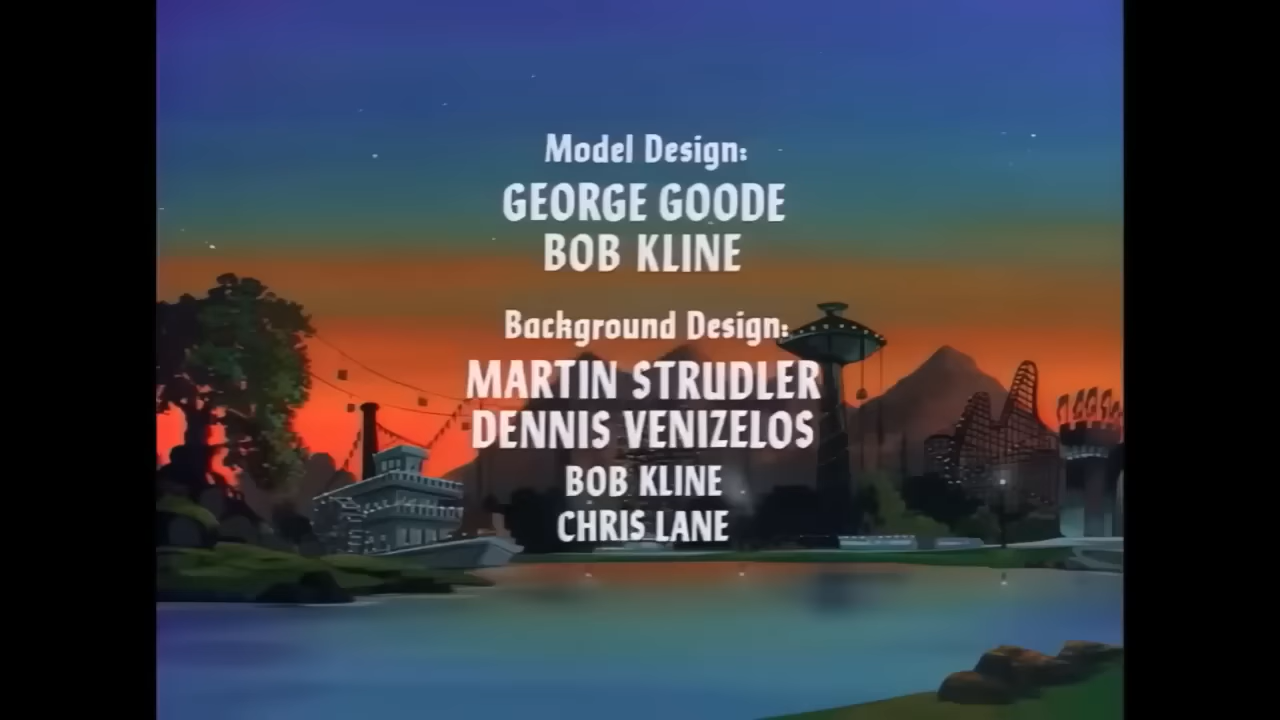 Model Design:
GEORGE GOODE
BOB KLINE
Background Design:
MARTIN STRUDLER
DENNIS VENIZELOS
BOB KLINE
CHRIS LANE